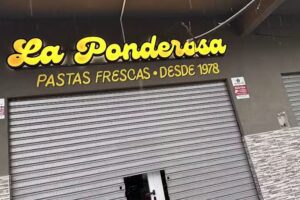 La Ponderosa
PASTAS FRESCAS • DESDE 1978